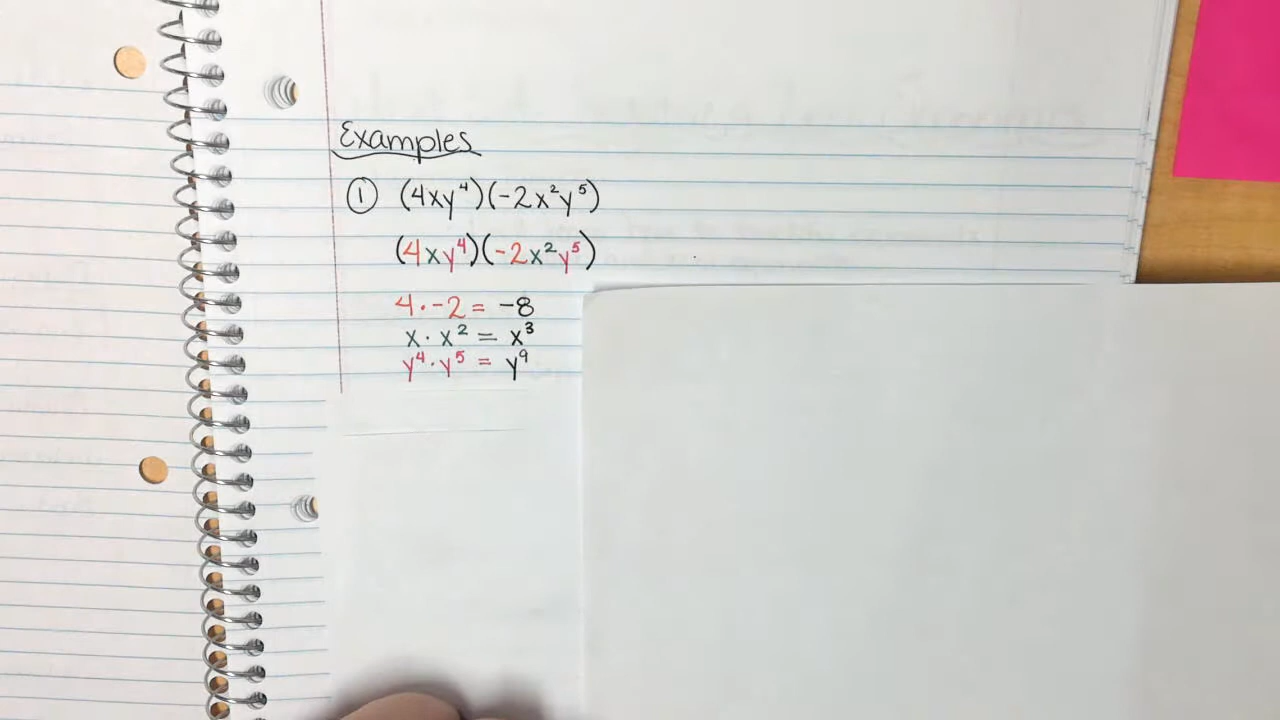 Examples
① (4xy⁴)(-2x²y⁵)
(4xy⁴)(-2x²y⁵)
4 · -2 = -8
x · x² = x³
y⁴ · y⁵ = y⁹